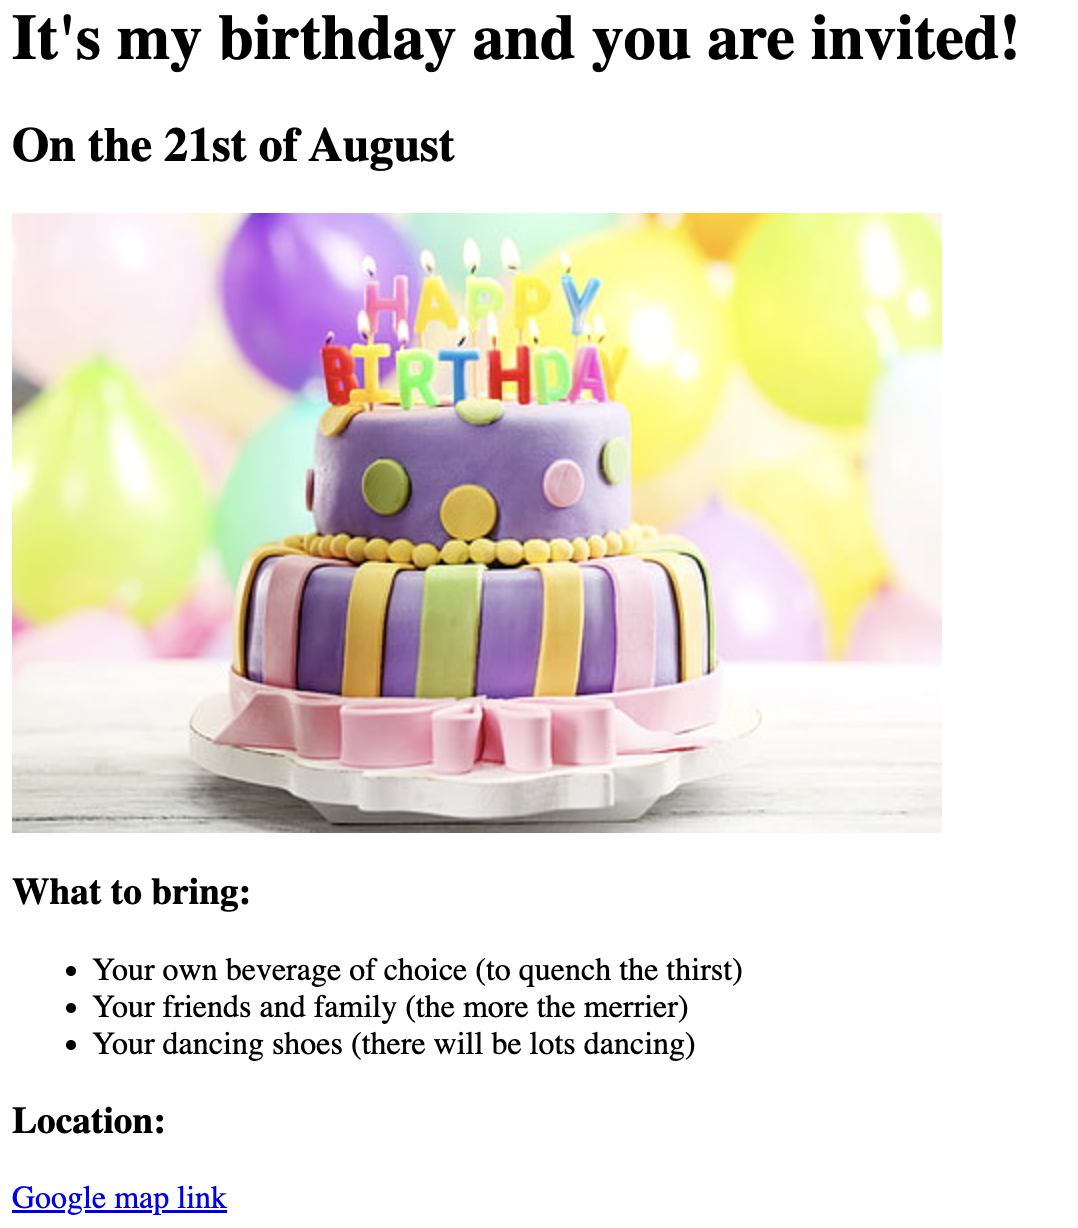 It's my birthday and you are invited!
On the 21st of August
HAPPY
BIRTHDAY
What to bring:
Your own beverage of choice (to quench the thirst)
Your friends and family (the more the merrier)
Your dancing shoes (there will be lots dancing)
Location:
Google map link